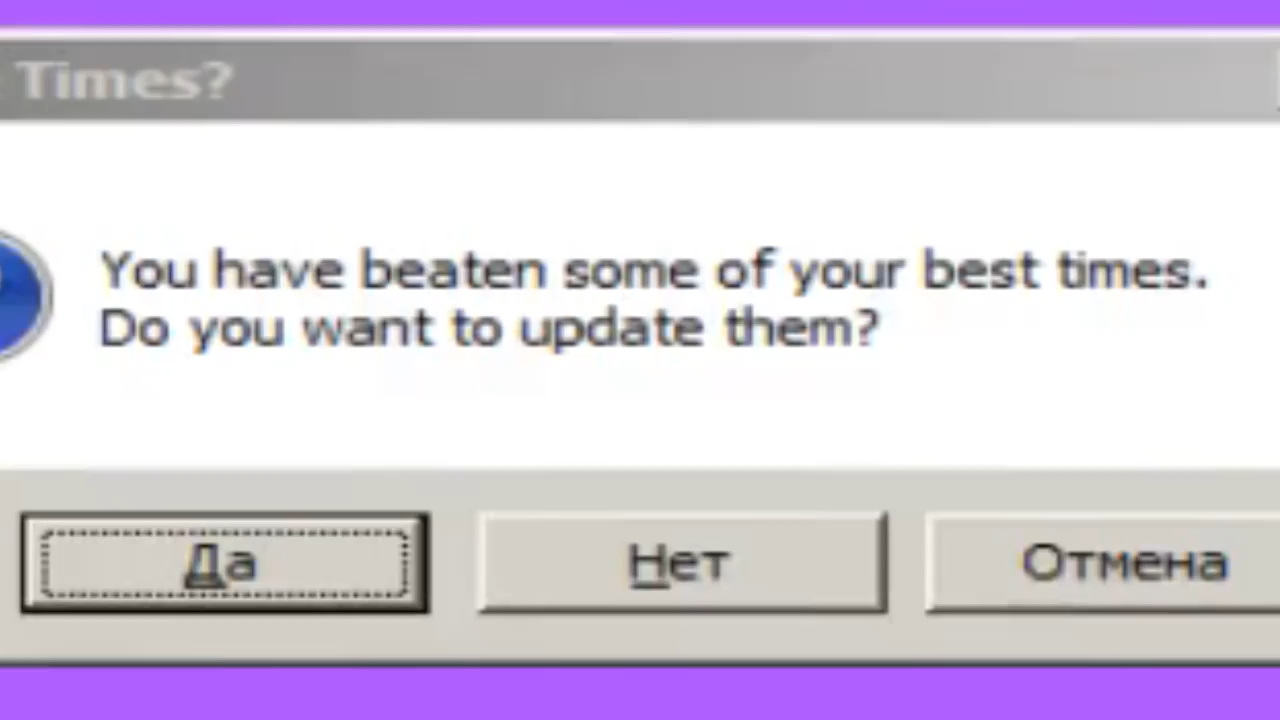 Times?
You have beaten some of your best times.
Do you want to update them?
Да
Нет
Отмена